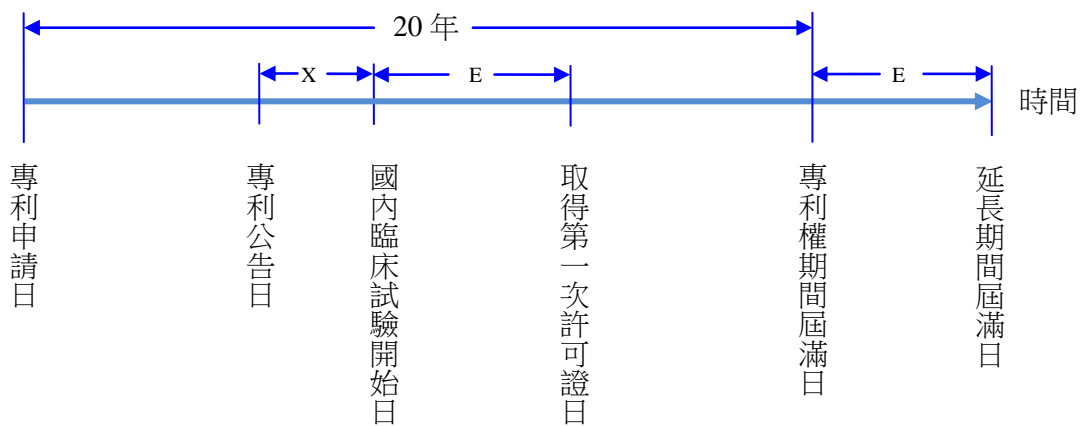 20 年
X
E
E
時間
專利申請日
專利公告日
國內臨床試驗開始日
取得第一次許可證日
專利權期間屆滿日
延長期間屆滿日